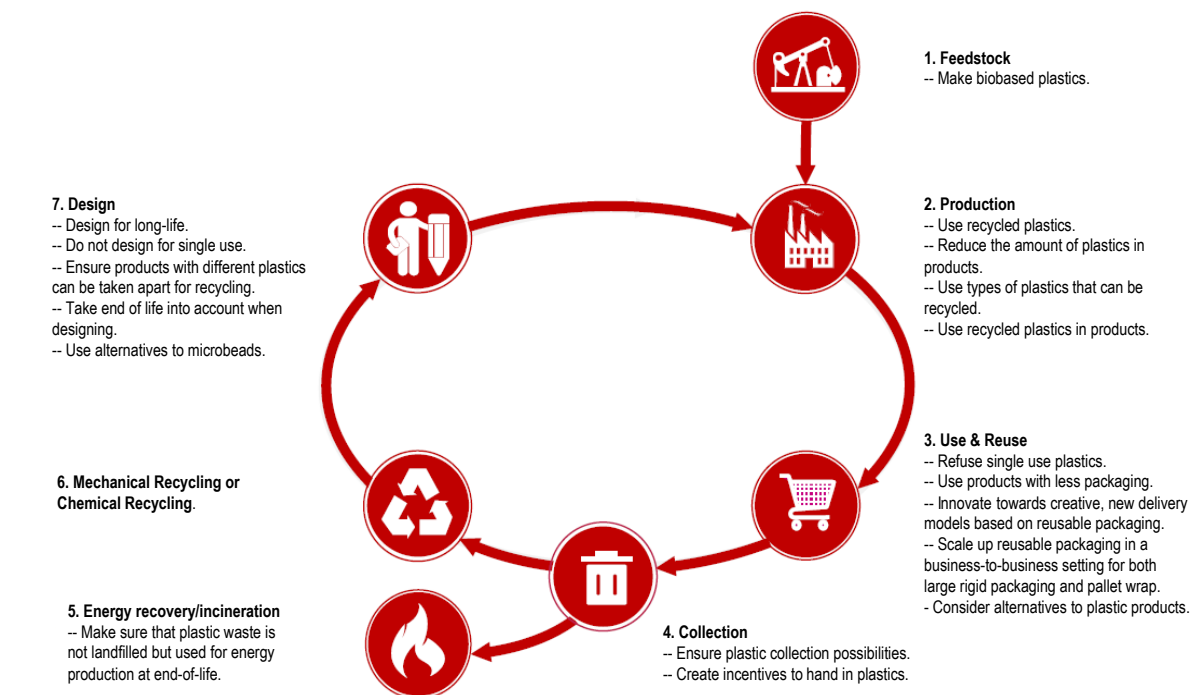 1. Feedstock
-- Make biobased plastics.
2. Production
-- Use recycled plastics.
-- Reduce the amount of plastics in
products.
-- Use types of plastics that can be
recycled.
-- Use recycled plastics in products.
3. Use & Reuse
-- Refuse single use plastics.
-- Use products with less packaging.
-- Innovate towards creative, new delivery
models based on reusable packaging.
-- Scale up reusable packaging in a
business-to-business setting for both
large rigid packaging and pallet wrap.
- Consider alternatives to plastic products.
4. Collection
-- Ensure plastic collection possibilities.
-- Create incentives to hand in plastics.
5. Energy recovery/incineration
-- Make sure that plastic waste is
not landfilled but used for energy
production at end-of-life.
6. Mechanical Recycling or
Chemical Recycling.
7. Design
-- Design for long-life.
-- Do not design for single use.
-- Ensure products with different plastics
can be taken apart for recycling.
-- Take end of life into account when
designing.
-- Use alternatives to microbeads.